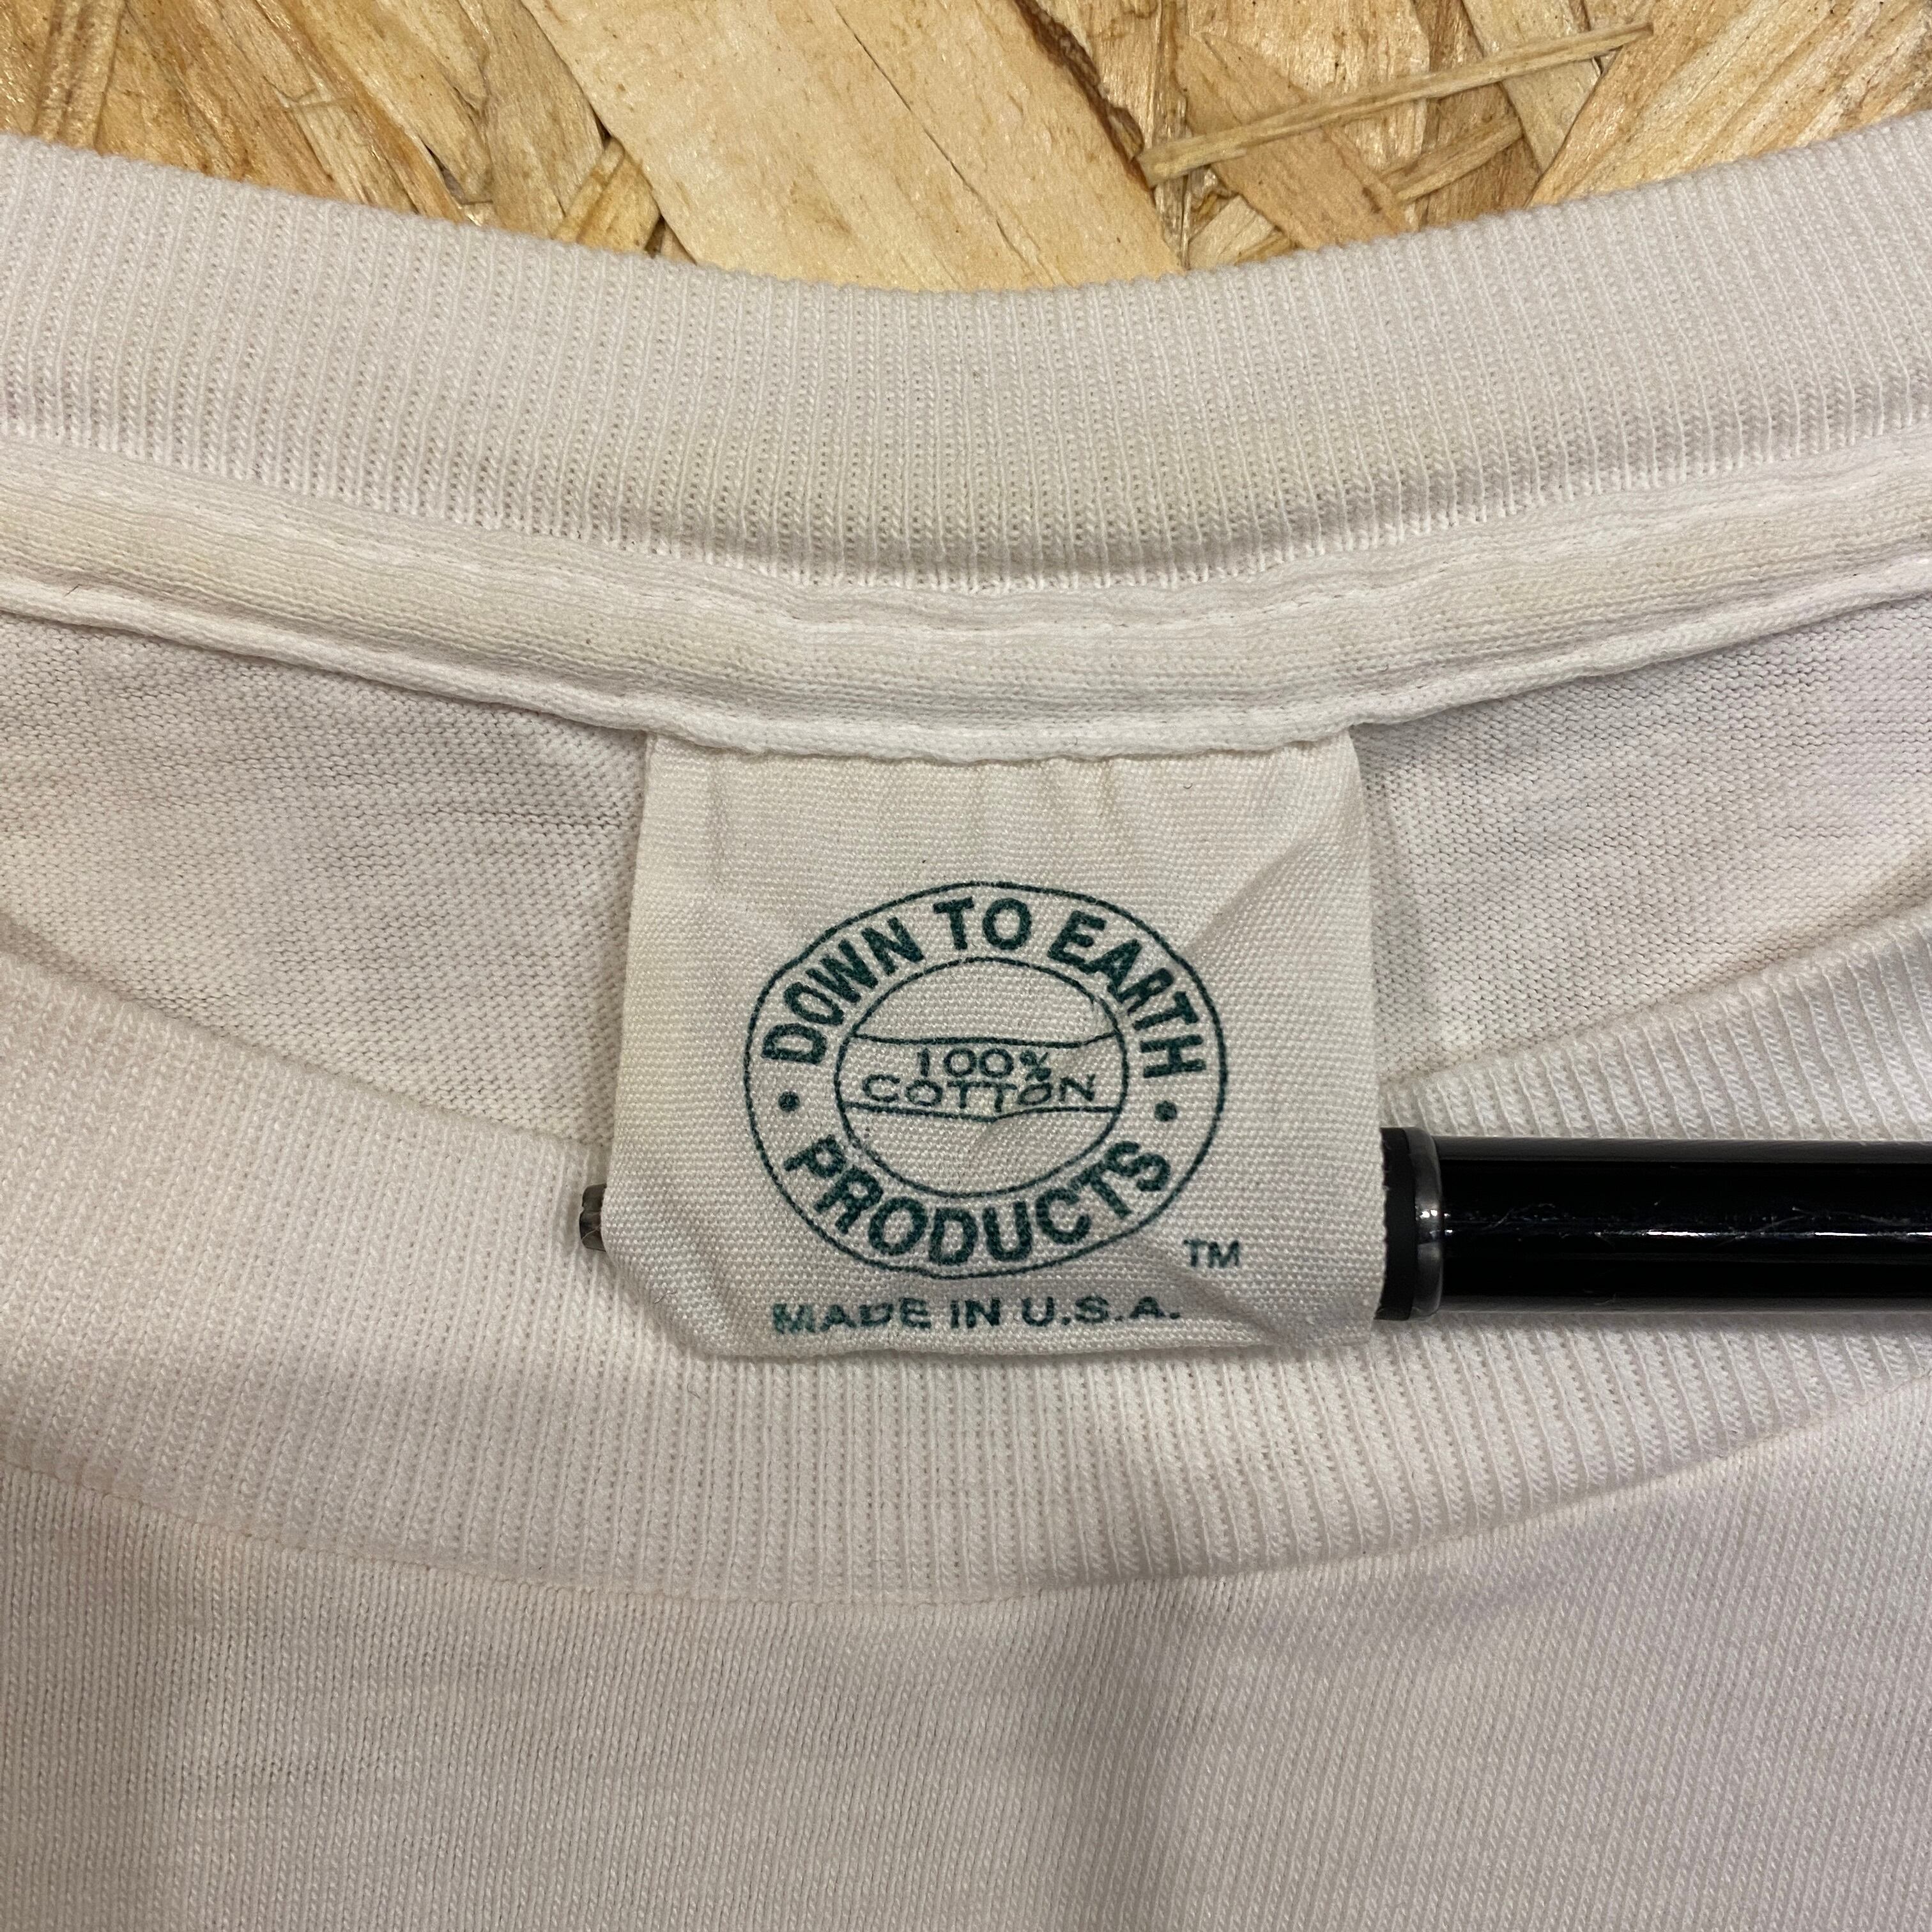 DOWN TO EARTH
100%
COTTON
• PRODUCTS •
TM
MADE IN U.S.A.